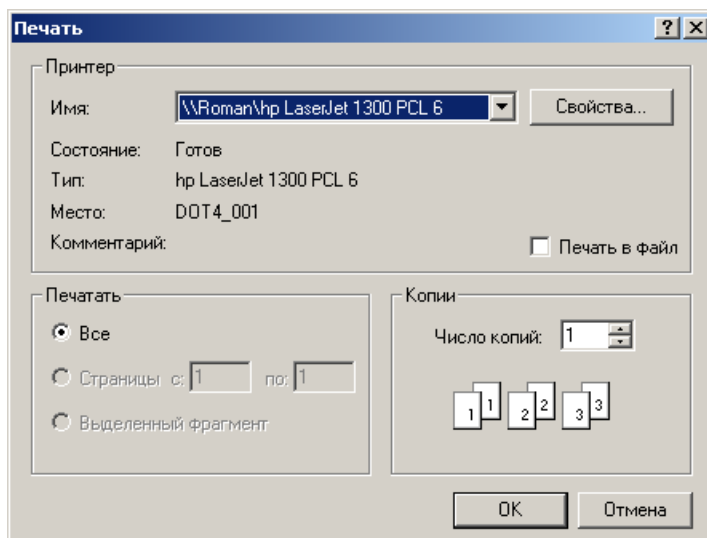 Печать
Принтер
Имя: \\Roman\hp LaserJet 1300 PCL 6 Свойства...
Состояние: Готов
Тип: hp LaserJet 1300 PCL 6
Место: DOT4_001
Комментарий: Печать в файл
Печатать
Все
Страницы с: 1 по: 1
Выделенный фрагмент
Копии
Число копий: 1
1 1 2 2 3 3
OK Отмена